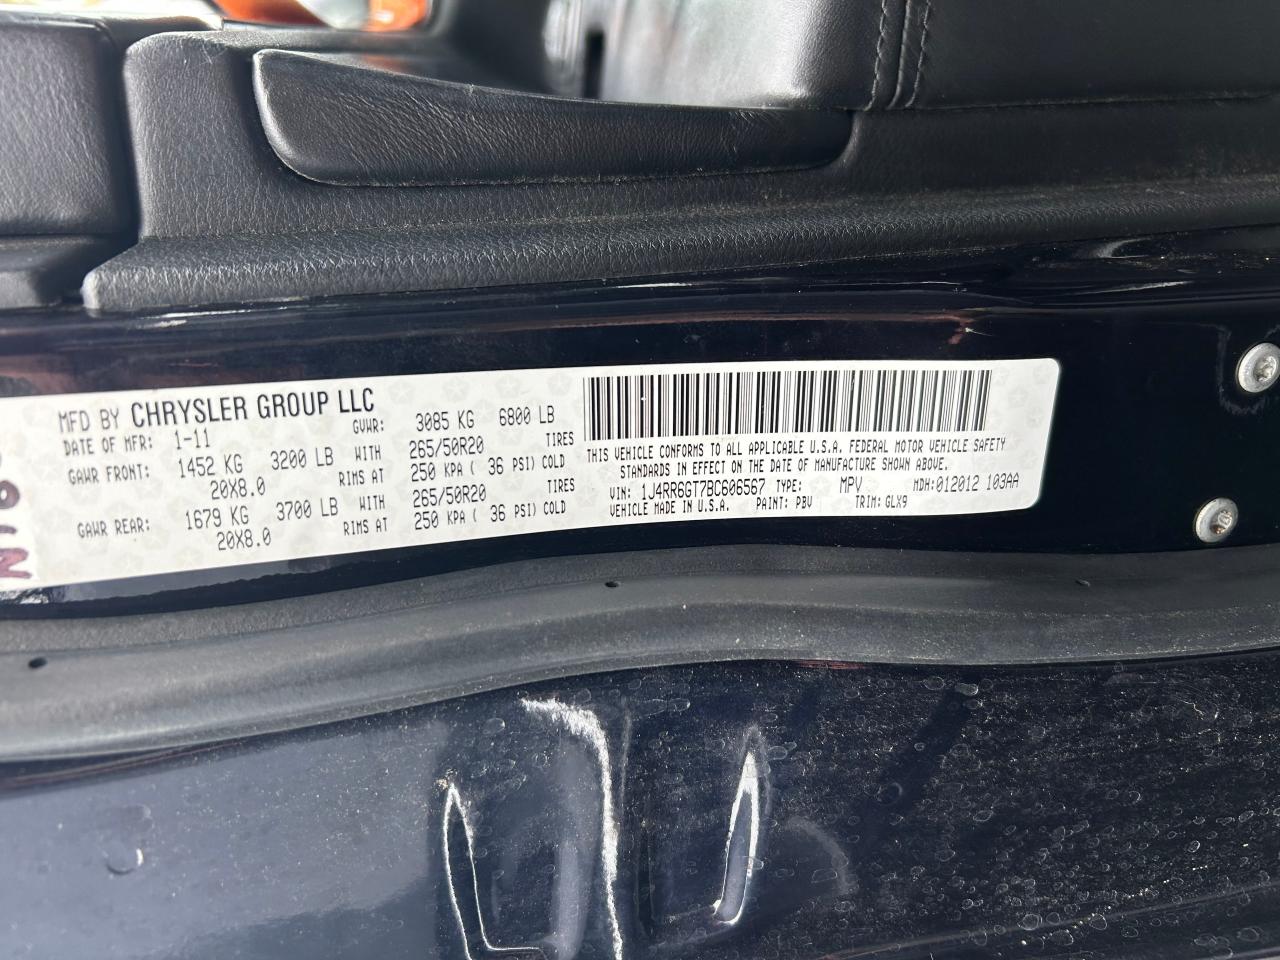 MFD BY CHRYSLER GROUP LLC
DATE OF MFR: 1-11 GVWR: 3085 KG 6800 LB
GAWR FRONT: 1452 KG 3200 LB WITH 265/50R20 TIRES
20X8.0 RIMS AT 250 KPA ( 36 PSI) COLD
GAWR REAR: 1679 KG 3700 LB WITH 265/50R20 TIRES
20X8.0 RIMS AT 250 KPA ( 36 PSI) COLD
THIS VEHICLE CONFORMS TO ALL APPLICABLE U.S.A. FEDERAL MOTOR VEHICLE SAFETY
STANDARDS IN EFFECT ON THE DATE OF MANUFACTURE SHOWN ABOVE.
VIN: 1J4RR6GT7BC606567 TYPE: MPV MDH:012012 103AA
VEHICLE MADE IN U.S.A. PAINT: PBV TRIM: GLX9